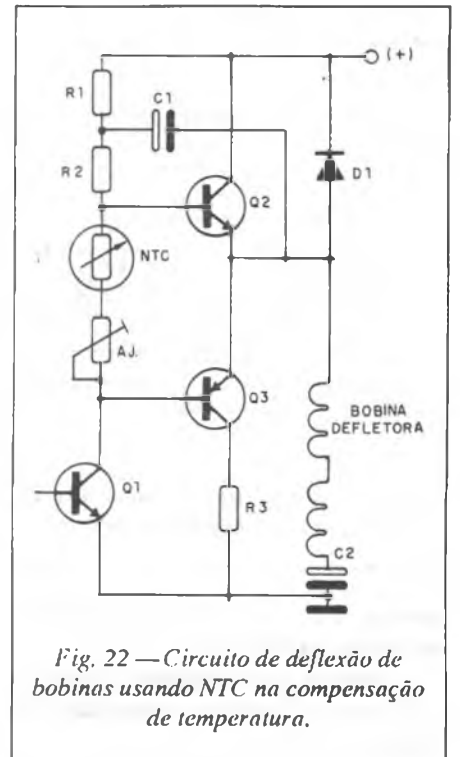 (+)
R1
C1
R2
Q2
D1
NTC
AJ.
Q3
BOBINA
DEFLETORA
Q1
R3
C2
Fig. 22 — Circuito de deflexão de
bobinas usando NTC na compensação
de temperatura.